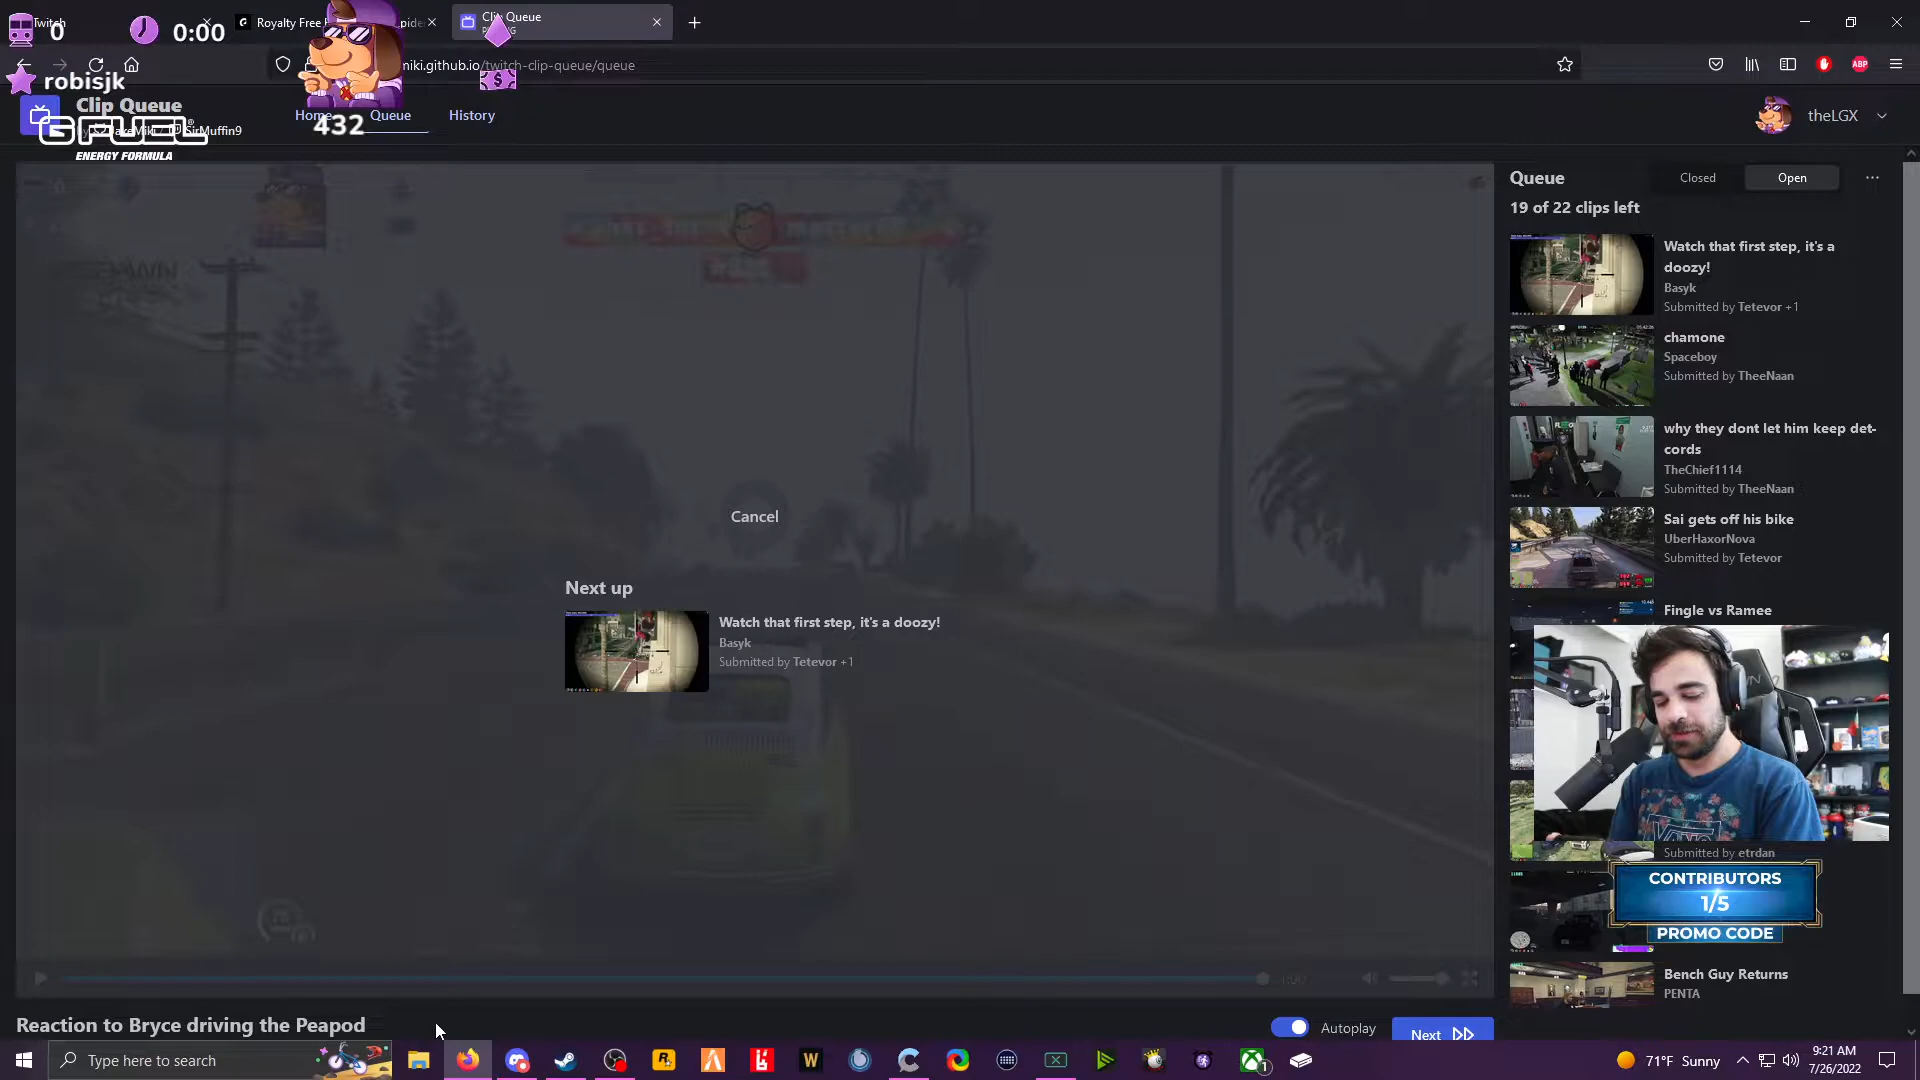 Twitch
Royalty Free
Clip Queue
0
0:00
miki.github.io/twitch-clip-queue/queue
ABP
robisjk
Clip Queue
SirMuffin9
G FUEL
ENERGY FORMULA
Home
432
Queue
History
theLGX
Queue
Closed
Open
19 of 22 clips left
Watch that first step, it's a
doozy!
Basyk
Submitted by Tetevor +1
chamone
Spaceboy
Submitted by TheeNaan
why they dont let him keep det-
cords
TheChief1114
Submitted by TheeNaan
Sai gets off his bike
UberHaxorNova
Submitted by Tetevor
Fingle vs Ramee
Submitted by etrdan
Bench Guy Returns
PENTA
Cancel
Next up
Watch that first step, it's a doozy!
Basyk
Submitted by Tetevor +1
CONTRIBUTORS
1/5
PROMO CODE
Reaction to Bryce driving the Peapod
Autoplay
Next
Type here to search
71°F Sunny
9:21 AM
7/26/2022